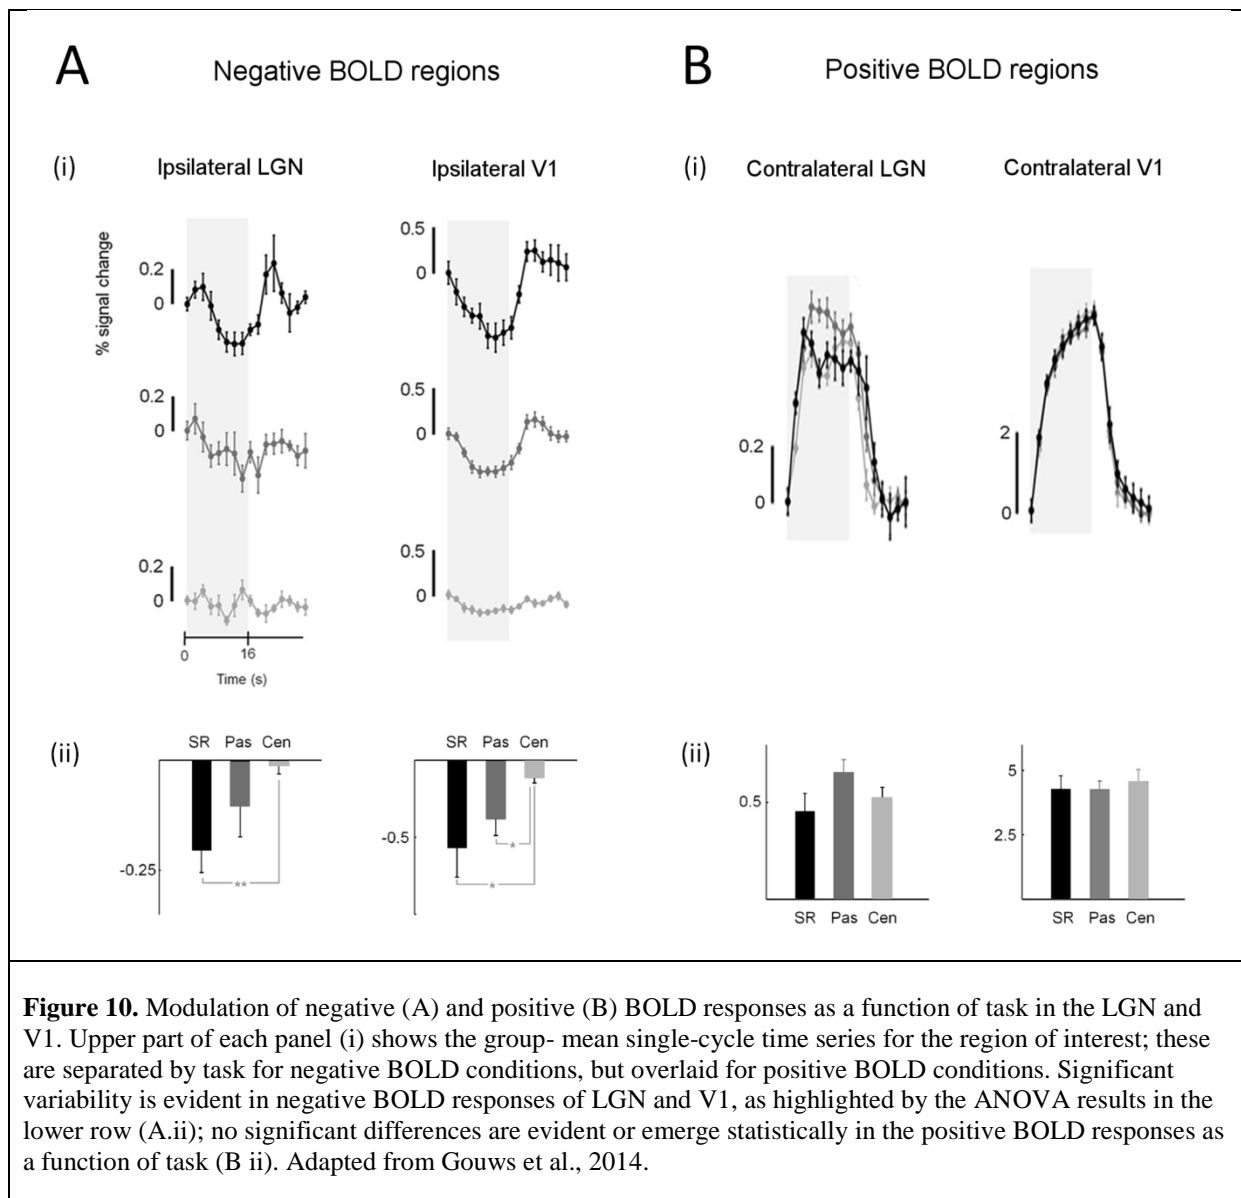 A
Negative BOLD regions
B
Positive BOLD regions
(i)
Ipsilateral LGN
Ipsilateral V1
(i)
Contralateral LGN
Contralateral V1
% signal change
0.2
0
0.5
0
0.2
0
0.5
0
0.2
0
2
0
0.2
0
0.5
0
0
16
Time (s)
(ii)
SR Pas Cen
-0.25
**
SR Pas Cen
-0.5
*
*
(ii)
0.5
SR Pas Cen
5
2.5
SR Pas Cen
Figure 10. Modulation of negative (A) and positive (B) BOLD responses as a function of task in the LGN and
V1. Upper part of each panel (i) shows the group- mean single-cycle time series for the region of interest; these
are separated by task for negative BOLD conditions, but overlaid for positive BOLD conditions. Significant
variability is evident in negative BOLD responses of LGN and V1, as highlighted by the ANOVA results in the
lower row (A.ii); no significant differences are evident or emerge statistically in the positive BOLD responses as
a function of task (B ii). Adapted from Gouws et al., 2014.